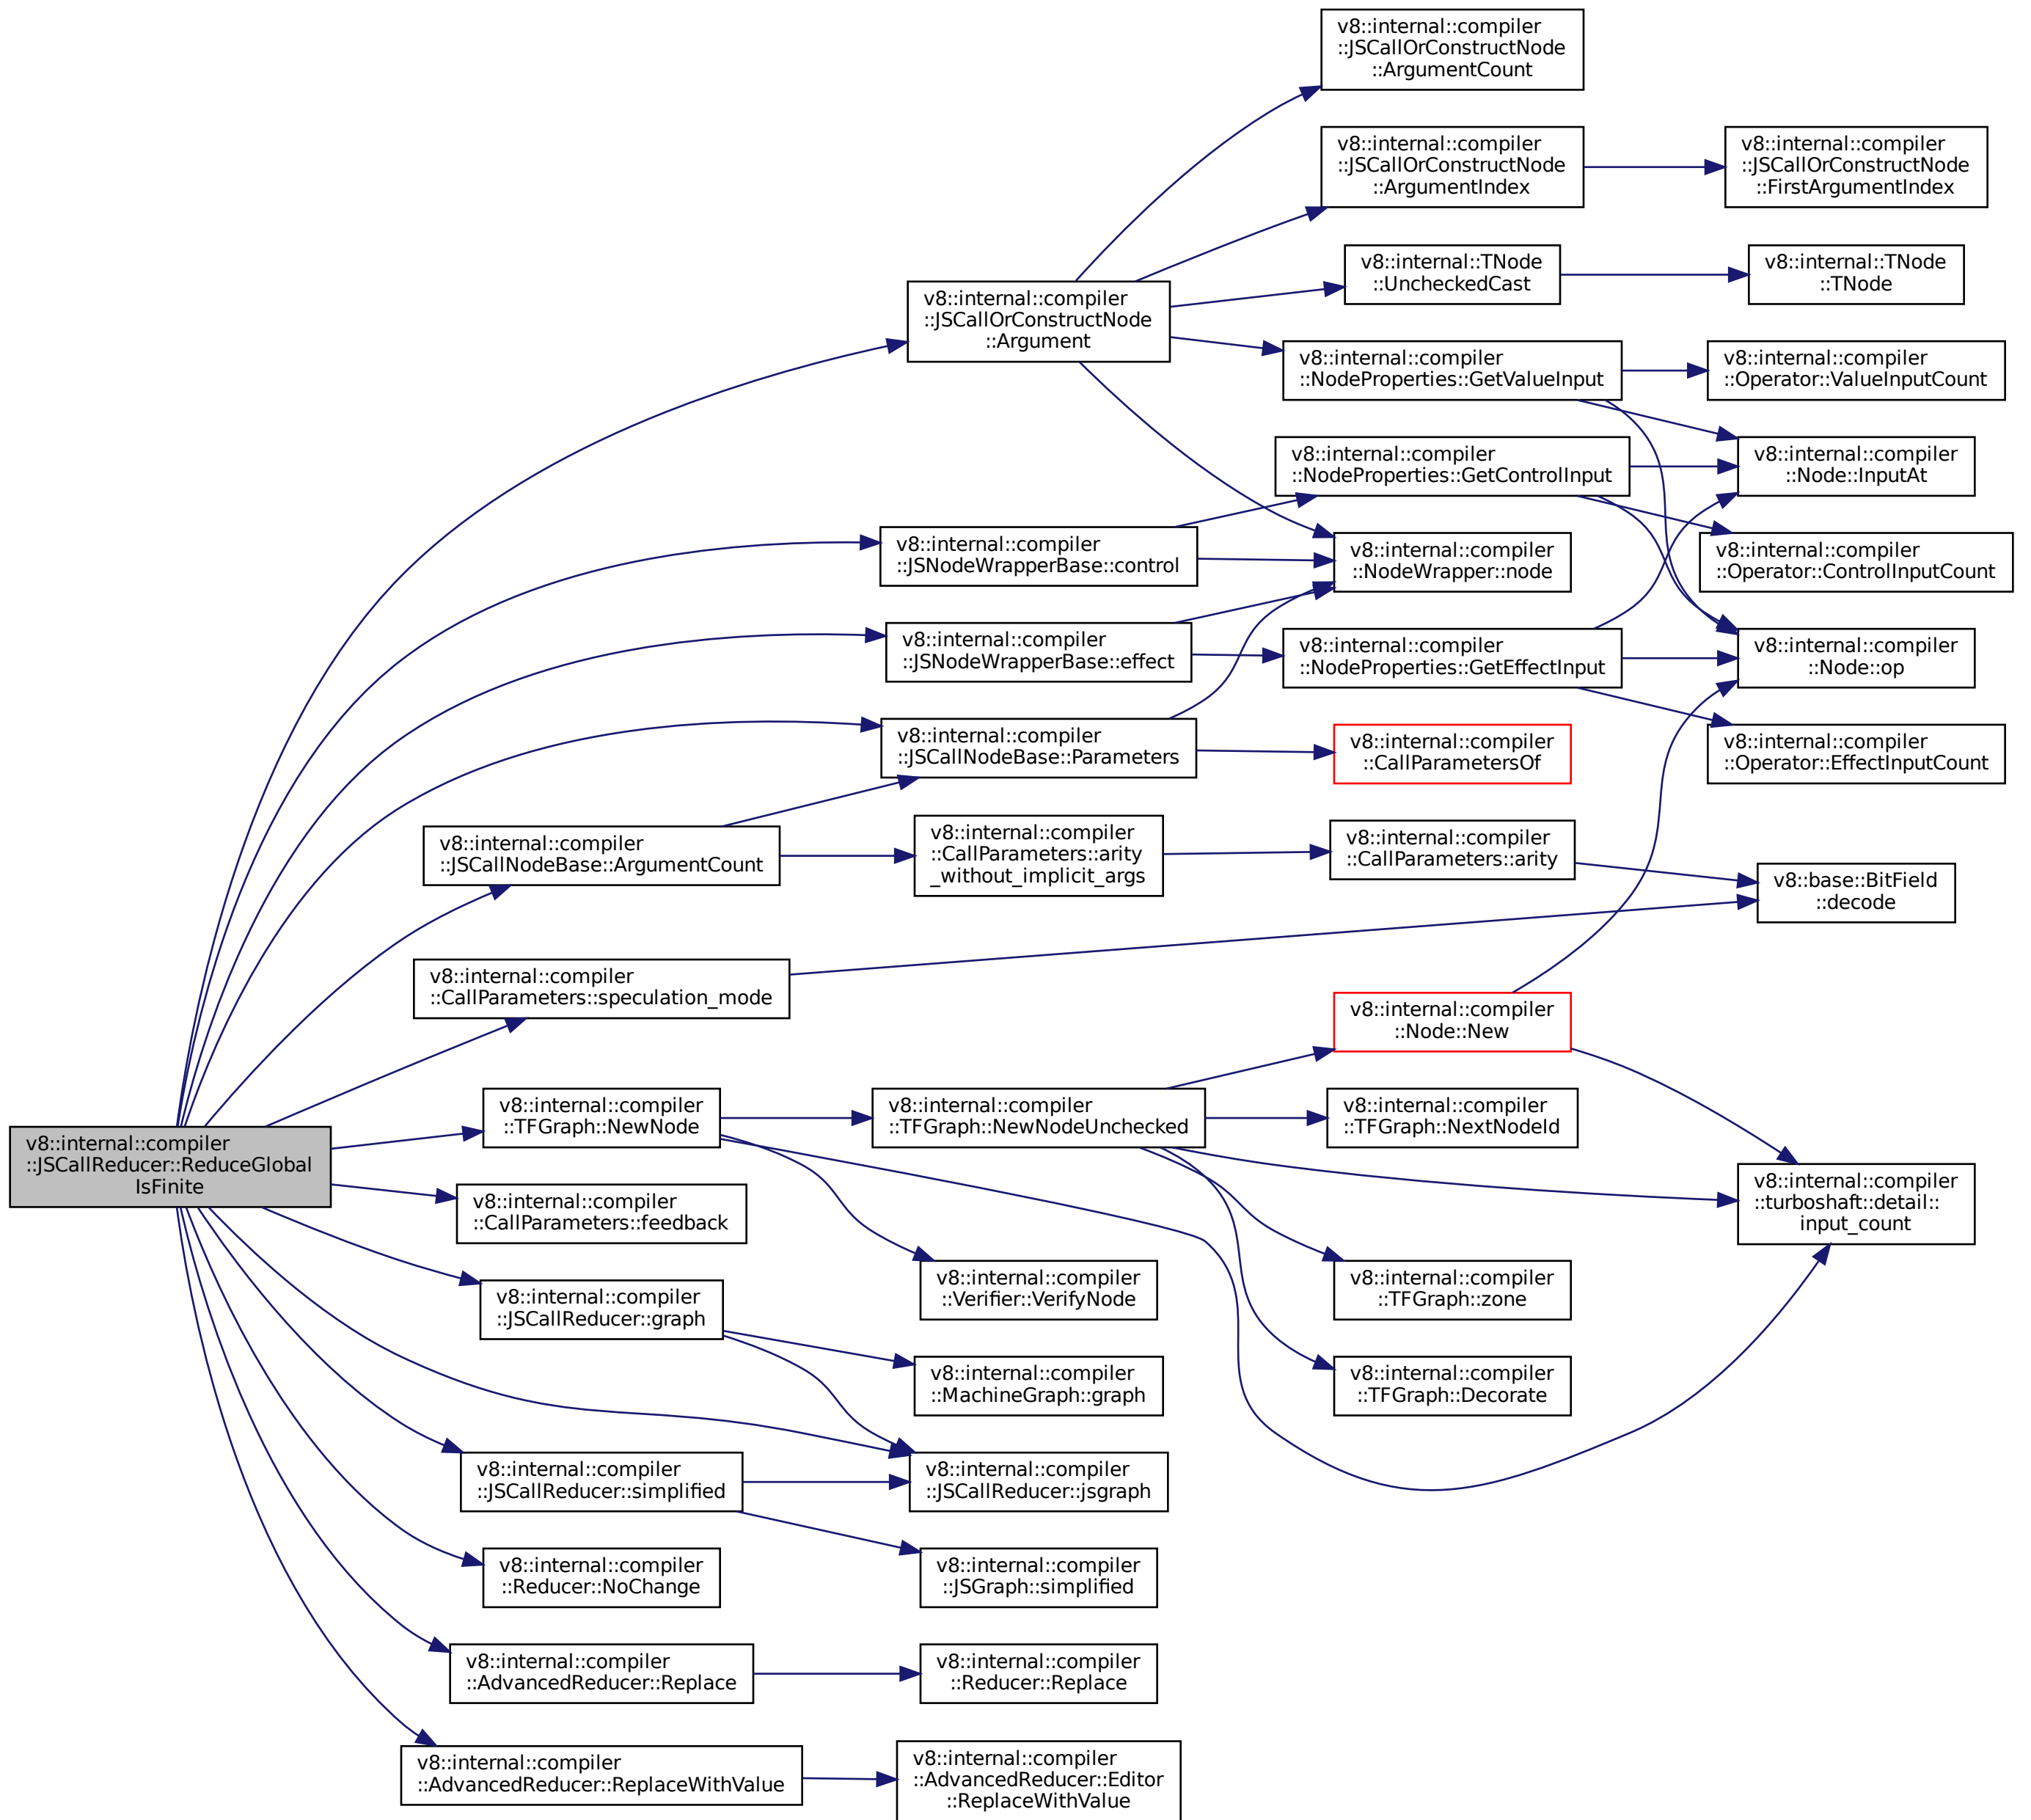 v8::internal::compiler
::JSCallReducer::ReduceGlobal
IsFinite
v8::internal::compiler
::JSCallOrConstructNode
::Argument
v8::internal::compiler
::JSCallOrConstructNode
::ArgumentCount
v8::internal::compiler
::JSCallOrConstructNode
::ArgumentIndex
v8::internal::compiler
::JSCallOrConstructNode
::FirstArgumentIndex
v8::internal::TNode
::UncheckedCast
v8::internal::TNode
::TNode
v8::internal::compiler
::NodeProperties::GetValueInput
v8::internal::compiler
::Operator::ValueInputCount
v8::internal::compiler
::NodeProperties::GetControlInput
v8::internal::compiler
::Node::InputAt
v8::internal::compiler
::JSNodeWrapperBase::control
v8::internal::compiler
::NodeWrapper::node
v8::internal::compiler
::Operator::ControlInputCount
v8::internal::compiler
::JSNodeWrapperBase::effect
v8::internal::compiler
::NodeProperties::GetEffectInput
v8::internal::compiler
::Node::op
v8::internal::compiler
::JSCallNodeBase::Parameters
v8::internal::compiler
::CallParametersOf
v8::internal::compiler
::Operator::EffectInputCount
v8::internal::compiler
::JSCallNodeBase::ArgumentCount
v8::internal::compiler
::CallParameters::arity
_without_implicit_args
v8::internal::compiler
::CallParameters::arity
v8::base::BitField
::decode
v8::internal::compiler
::CallParameters::speculation_mode
v8::internal::compiler
::Node::New
v8::internal::compiler
::TFGraph::NewNode
v8::internal::compiler
::TFGraph::NewNodeUnchecked
v8::internal::compiler
::TFGraph::NextNodeId
v8::internal::compiler
::turboshaft::detail::
input_count
v8::internal::compiler
::CallParameters::feedback
v8::internal::compiler
::Verifier::VerifyNode
v8::internal::compiler
::TFGraph::zone
v8::internal::compiler
::JSCallReducer::graph
v8::internal::compiler
::MachineGraph::graph
v8::internal::compiler
::TFGraph::Decorate
v8::internal::compiler
::JSCallReducer::simplified
v8::internal::compiler
::JSCallReducer::jsgraph
v8::internal::compiler
::Reducer::NoChange
v8::internal::compiler
::JSGraph::simplified
v8::internal::compiler
::AdvancedReducer::Replace
v8::internal::compiler
::Reducer::Replace
v8::internal::compiler
::AdvancedReducer::ReplaceWithValue
v8::internal::compiler
::AdvancedReducer::Editor
::ReplaceWithValue